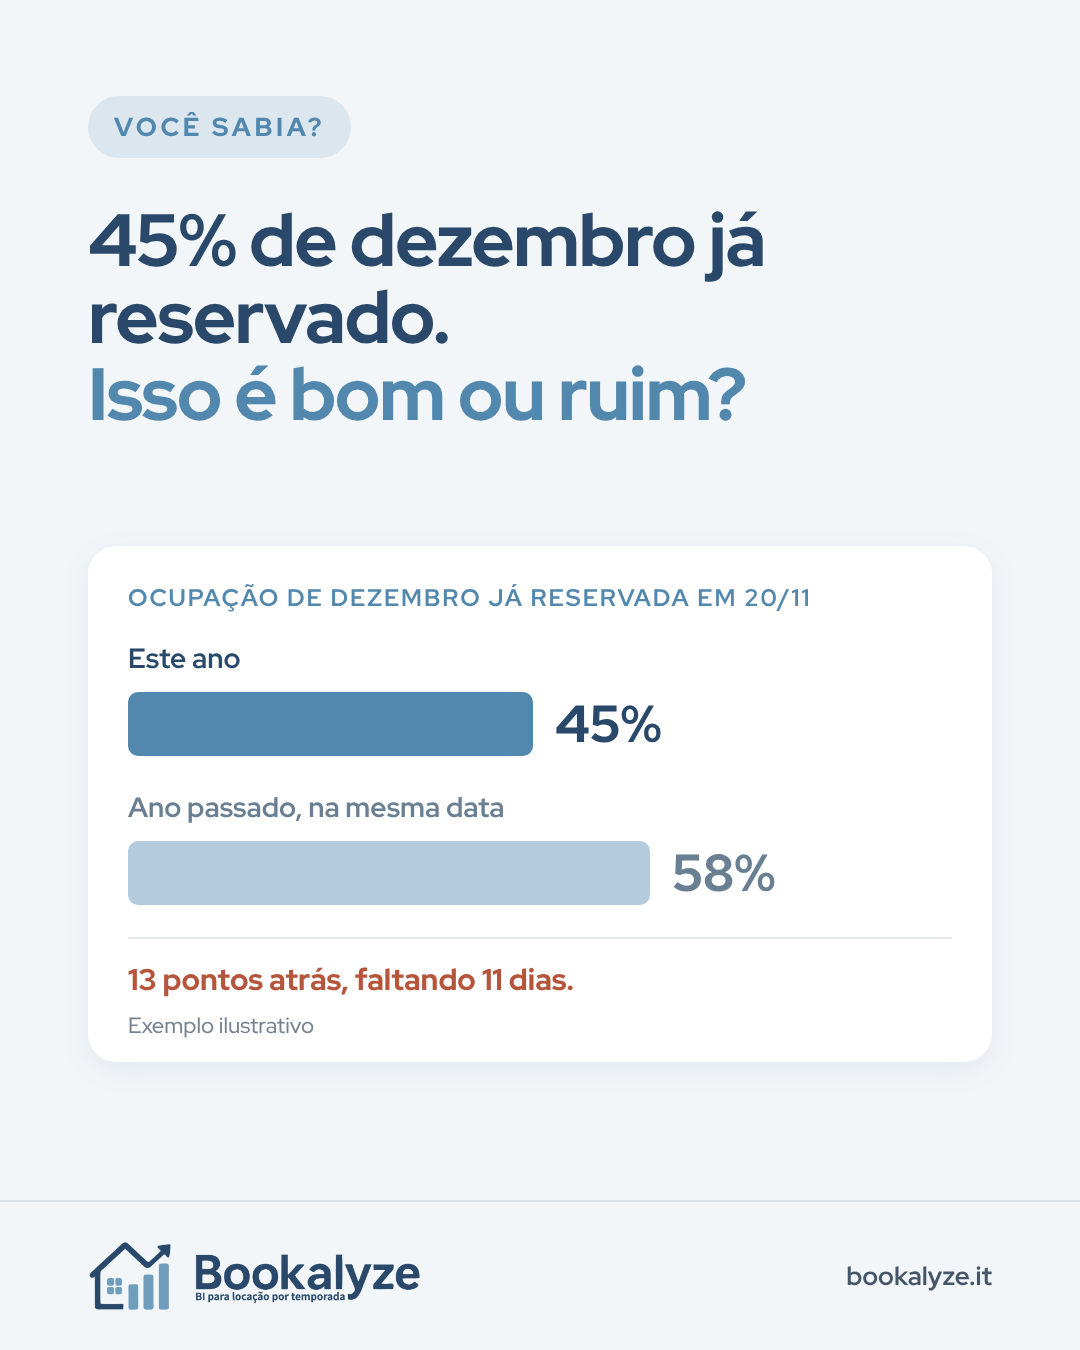 VOCÊ SABIA?
45% de dezembro já
reservado.
Isso é bom ou ruim?
OCUPAÇÃO DE DEZEMBRO JÁ RESERVADA EM 20/11
Este ano
45%
Ano passado, na mesma data
58%
13 pontos atrás, faltando 11 dias.
Exemplo ilustrativo
Bookalyze
BI para locação por temporada
bookalyze.it